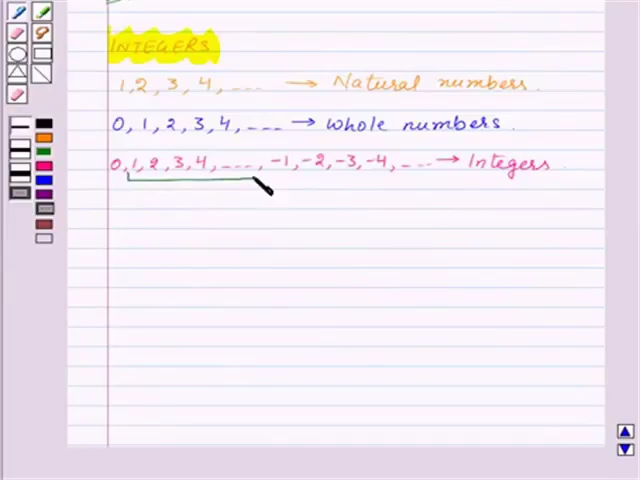 INTEGERS
1,2, 3, 4, .... → Natural numbers.
0, 1, 2, 3, 4, .... → Whole numbers.
0, 1, 2, 3, 4, ....., -1, -2, -3, -4, .... → Integers.